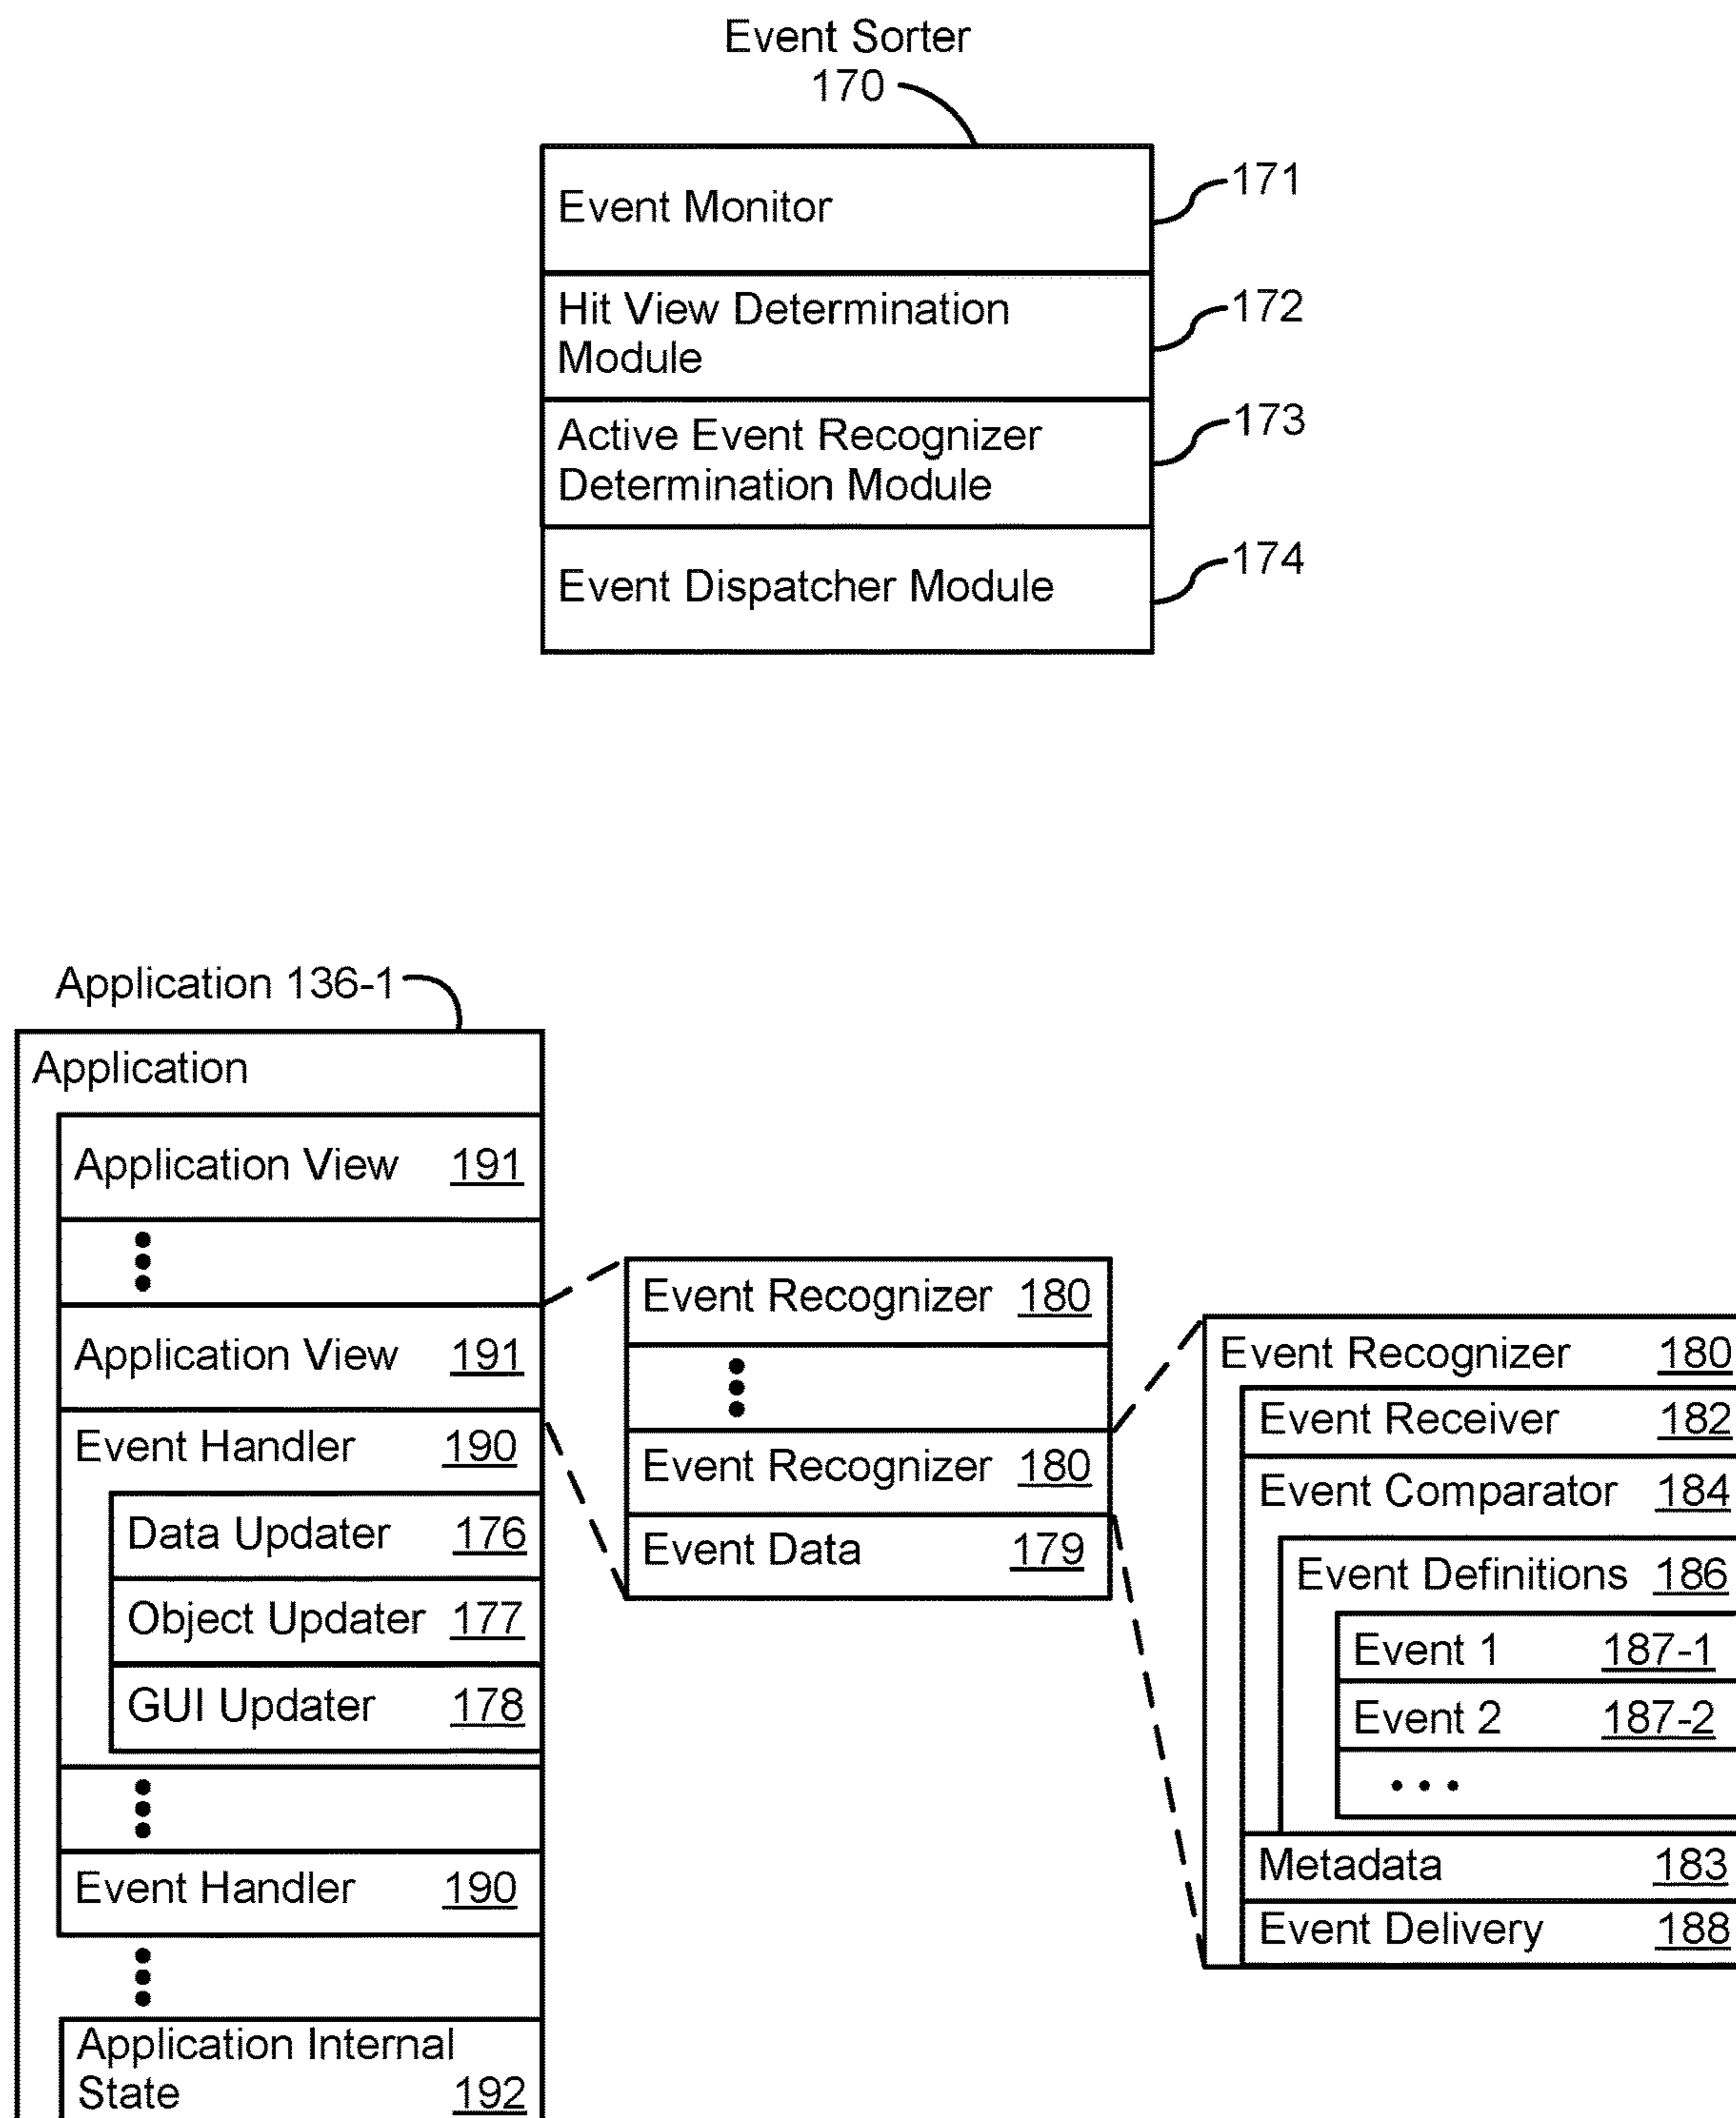 Event Sorter
170
Event Monitor
171
Hit View Determination
Module
172
Active Event Recognizer
Determination Module
173
Event Dispatcher Module
174
Application 136-1
Application
Application View 191
Application View 191
Event Handler 190
Data Updater 176
Object Updater 177
GUI Updater 178
Event Handler 190
Application Internal
State 192
Event Recognizer 180
Event Recognizer 180
Event Data 179
Event Recognizer 180
Event Receiver 182
Event Comparator 184
Event Definitions 186
Event 1 187-1
Event 2 187-2
Metadata 183
Event Delivery 188